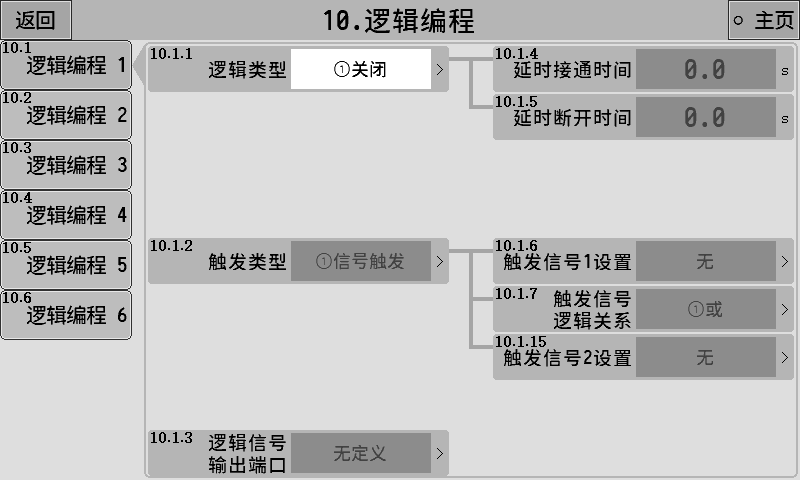 返回
10.逻辑编程
主页
10.1
逻辑编程 1
10.2
逻辑编程 2
10.3
逻辑编程 3
10.4
逻辑编程 4
10.5
逻辑编程 5
10.6
逻辑编程 6
10.1.1
逻辑类型 ①关闭 >
10.1.4
延时接通时间 0.0 s
10.1.5
延时断开时间 0.0 s
10.1.2
触发类型 ①信号触发 >
10.1.6
触发信号1设置 无 >
10.1.7
触发信号
逻辑关系 ①或 >
10.1.15
触发信号2设置 无 >
10.1.3
逻辑信号
输出端口 无定义 >